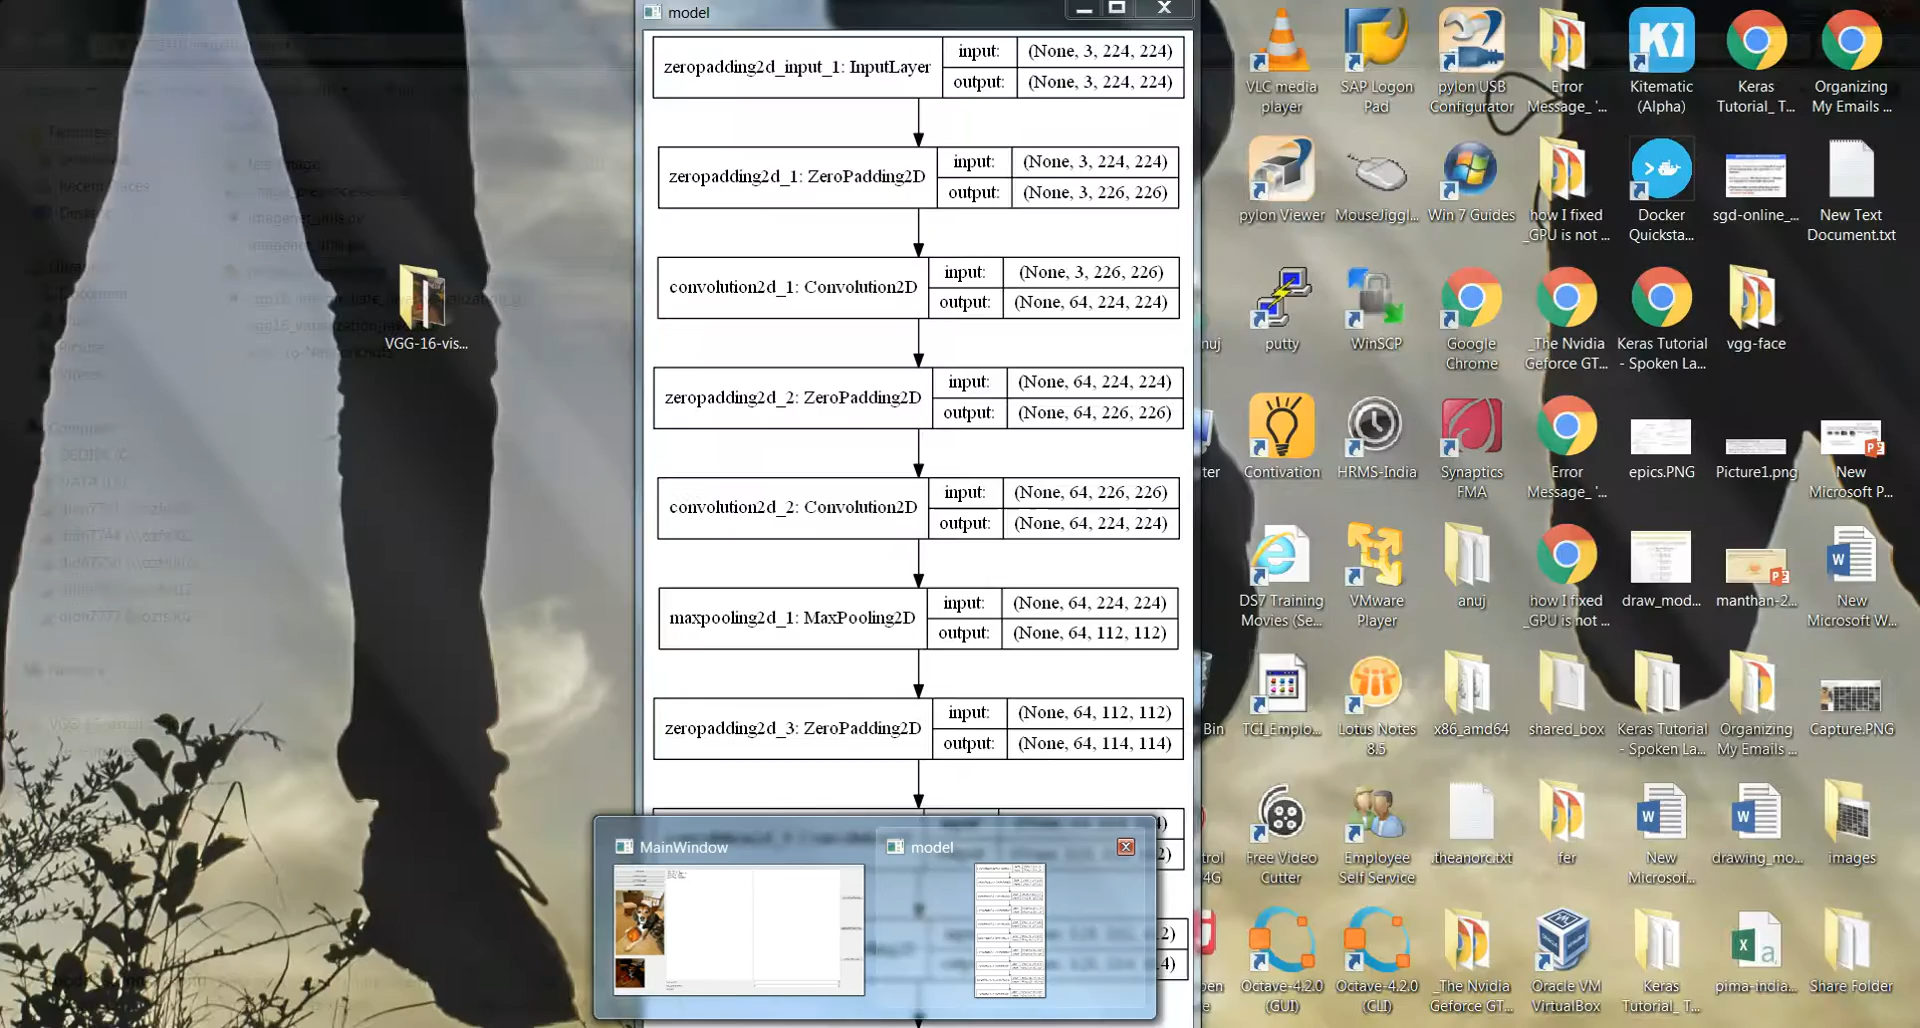 model
zeropadding2d_input_1: InputLayer
input:
(None, 3, 224, 224)
output:
(None, 3, 224, 224)
zeropadding2d_1: ZeroPadding2D
input:
(None, 3, 224, 224)
output:
(None, 3, 226, 226)
convolution2d_1: Convolution2D
input:
(None, 3, 226, 226)
output:
(None, 64, 224, 224)
zeropadding2d_2: ZeroPadding2D
input:
(None, 64, 224, 224)
output:
(None, 64, 226, 226)
convolution2d_2: Convolution2D
input:
(None, 64, 226, 226)
output:
(None, 64, 224, 224)
maxpooling2d_1: MaxPooling2D
input:
(None, 64, 224, 224)
output:
(None, 64, 112, 112)
zeropadding2d_3: ZeroPadding2D
input:
(None, 64, 112, 112)
output:
(None, 64, 114, 114)
MainWindow
model
VGG-16-vis...
VLC media
player
SAP Logon
Pad
pylon USB
Configurator
Error
Message_ '...
Kitematic
(Alpha)
Keras
Tutorial_ T...
Organizing
My Emails ...
pylon Viewer
MouseJiggl...
Win 7 Guides
how I fixed
_GPU is not ...
Docker
Quicksta...
sgd-online_...
New Text
Document.txt
putty
WinSCP
Google
Chrome
_The Nvidia
Geforce GT...
Keras Tutorial
- Spoken La...
vgg-face
Contivation
HRMS-India
Synaptics
FMA
Error
Message_ '...
epics.PNG
Picture1.png
New
Microsoft P...
DS7 Training
Movies (Se...
VMware
Player
anuj
how I fixed
_GPU is not ...
draw_mod...
manthan-2...
New
Microsoft W...
TCI_Emplo...
Lotus Notes
8.5
x86_amd64
shared_box
Keras Tutorial
- Spoken La...
Organizing
My Emails ...
Capture.PNG
Free Video
Cutter
Employee
Self Service
.theanorc.txt
fer
New
Microsof...
drawing_mo...
images
Octave-4.2.0
(GUI)
Octave-4.2.0
(CLI)
_The Nvidia
Geforce GT...
Oracle VM
VirtualBox
Keras
Tutorial_ T...
pima-india...
Share Folder